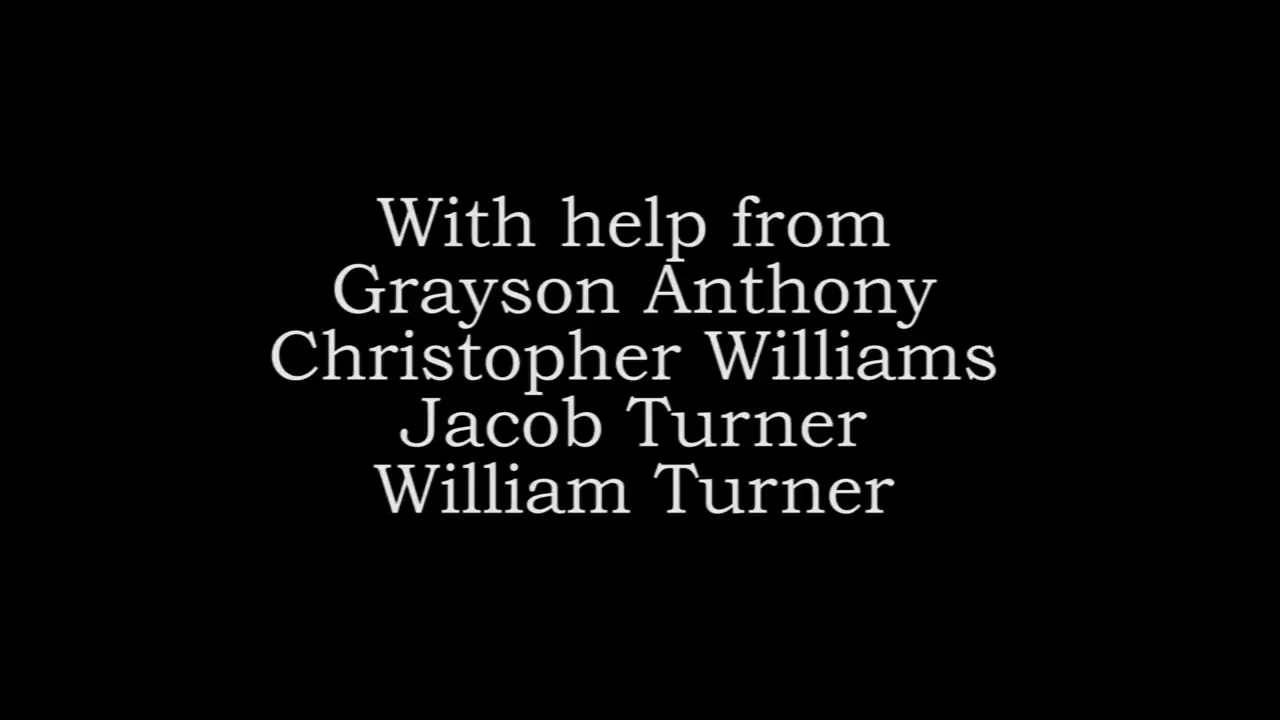 With help from
Grayson Anthony
Christopher Williams
Jacob Turner
William Turner